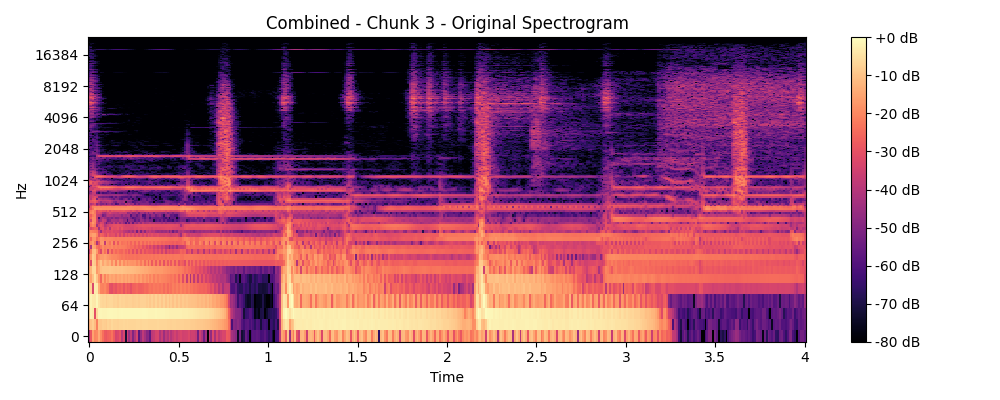 Combined - Chunk 3 - Original Spectrogram
Hz
16384
8192
4096
2048
1024
512
256
128
64
0
0 0.5 1 1.5 2 2.5 3 3.5 4
Time
+0 dB
-10 dB
-20 dB
-30 dB
-40 dB
-50 dB
-60 dB
-70 dB
-80 dB